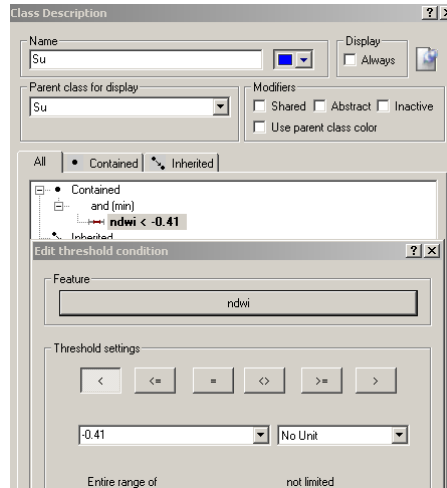 Class Description
Name
Su
Display
Always
Parent class for display
Su
Modifiers
Shared Abstract Inactive
Use parent class color
All Contained Inherited
Contained
and (min)
ndwi < -0.41
Inherited
Edit threshold condition
Feature
ndwi
Threshold settings
< <= = <> >= >
-0.41 No Unit
Entire range of not limited